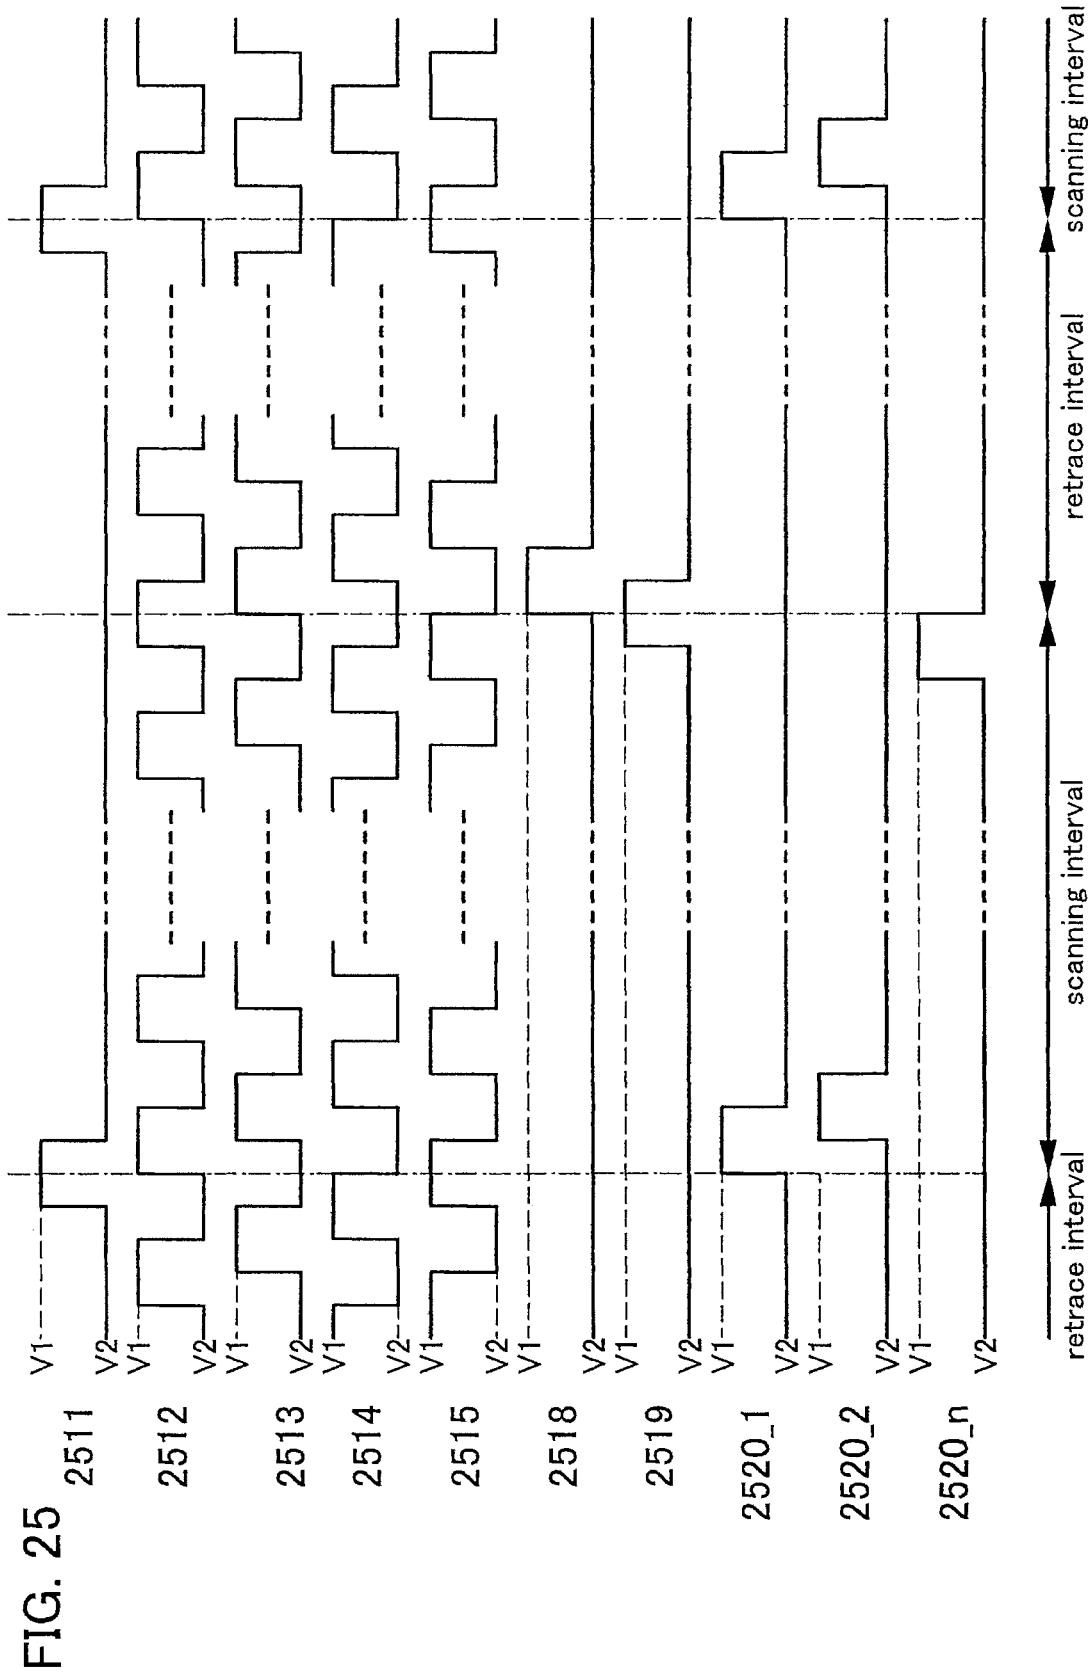 FIG. 25
2511
V1
V2
2512
V1
V2
2513
V1
V2
2514
V1
V2
2515
V1
V2
2518
V1
V2
2519
V1
V2
2520_1
V1
V2
2520_2
V1
V2
2520_n
V1
V2
retrace interval
scanning interval
retrace interval
scanning interval